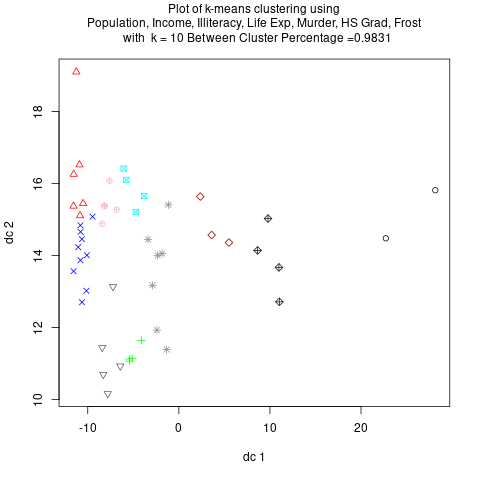 Plot of k-means clustering using
Population, Income, Illiteracy, Life Exp, Murder, HS Grad, Frost
with k = 10 Between Cluster Percentage =0.9831
18
16
14
12
10
dc 2
-10 0 10 20
dc 1